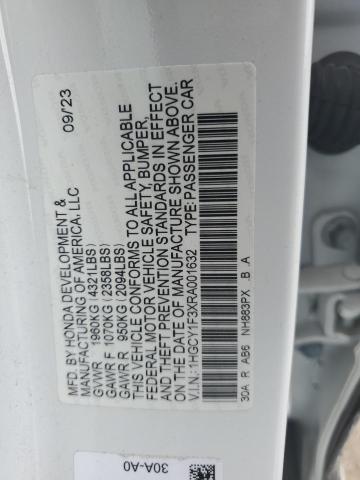 MFD. BY HONDA DEVELOPMENT & 09/23
MANUFACTURING OF AMERICA, LLC
GVWR 1960KG (4321LBS)
GAWR F 1070KG (2358LBS)
GAWR R 950KG (2094LBS)
THIS VEHICLE CONFORMS TO ALL APPLICABLE
FEDERAL MOTOR VEHICLE SAFETY, BUMPER,
AND THEFT PREVENTION STANDARDS IN EFFECT
ON THE DATE OF MANUFACTURE SHOWN ABOVE.
V.I.N.: 1HGCY1F3XRA001632 TYPE: PASSENGER CAR
30A R AB6 NH883PX B A
30A-A0